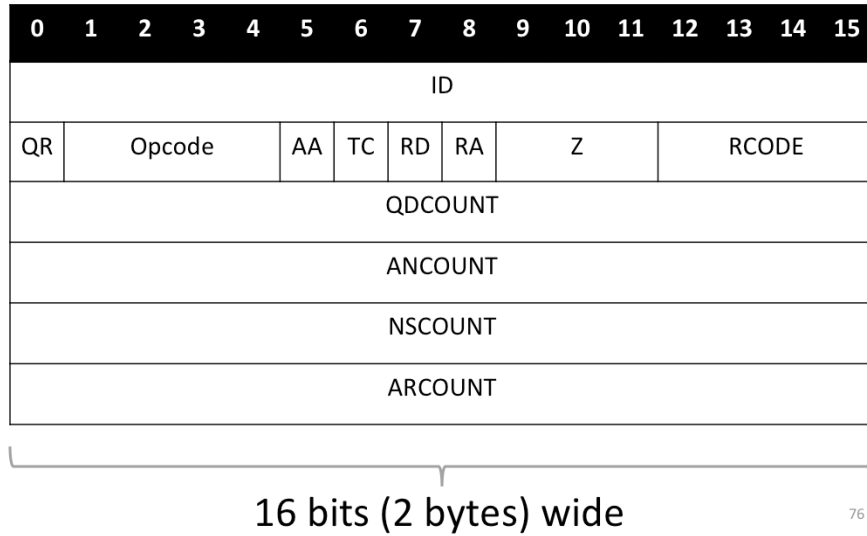 0 1 2 3 4 5 6 7 8 9 10 11 12 13 14 15
ID
QR Opcode AA TC RD RA Z RCODE
QDCOUNT
ANCOUNT
NSCOUNT
ARCOUNT
16 bits (2 bytes) wide
76